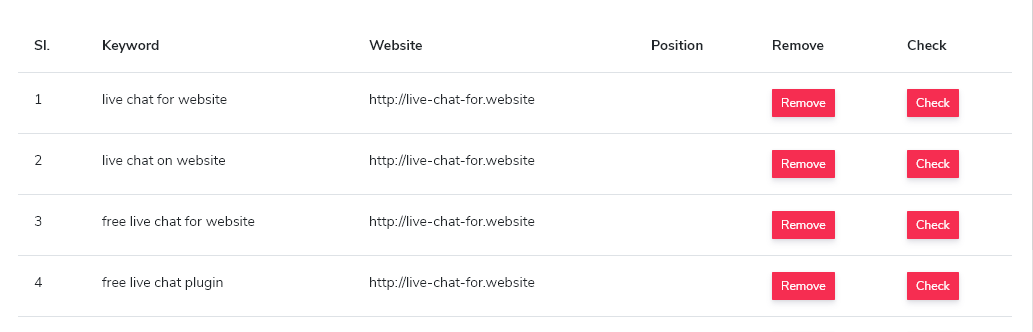 Sl. Keyword Website Position Remove Check
1 live chat for website http://live-chat-for.website Remove Check
2 live chat on website http://live-chat-for.website Remove Check
3 free live chat for website http://live-chat-for.website Remove Check
4 free live chat plugin http://live-chat-for.website Remove Check